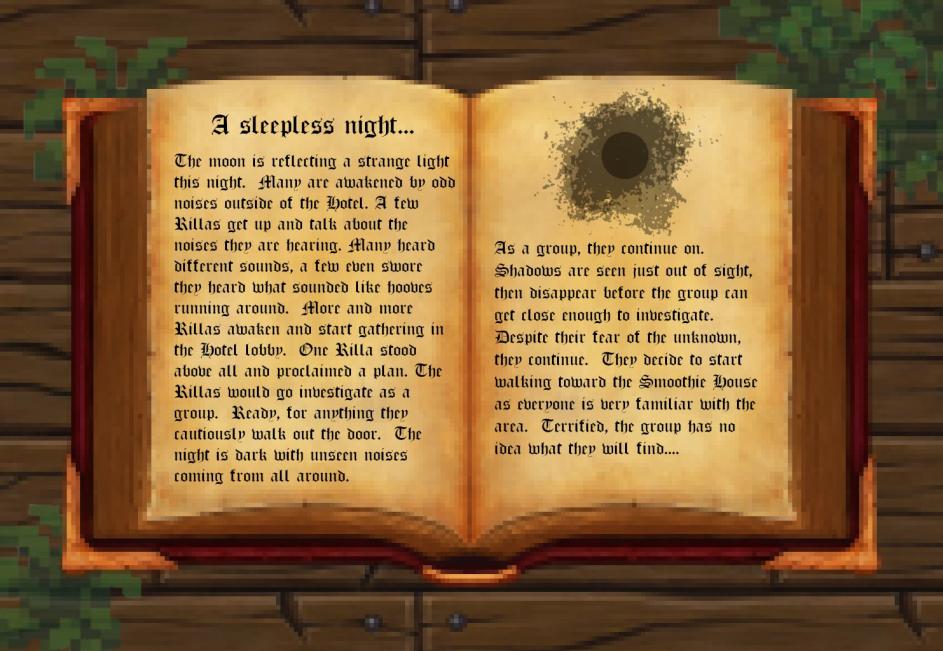 A sleepless night...
The moon is reflecting a strange light
this night. Many are awakened by odd
noises outside of the Hotel. A few
Rillas get up and talk about the
noises they are hearing. Many heard
different sounds, a few even swore
they heard what sounded like hooves
running around. More and more
Rillas awaken and start gathering in
the Hotel lobby. One Rilla stood
above all and proclaimed a plan. The
Rillas would go investigate as a
group. Ready, for anything they
cautiously walk out the door. The
night is dark with unseen noises
coming from all around.
As a group, they continue on.
Shadows are seen just out of sight,
then disappear before the group can
get close enough to investigate.
Despite their fear of the unknown,
they continue. They decide to start
walking toward the Smoothie House
as everyone is very familiar with the
area. Terrified, the group has no
idea what they will find....